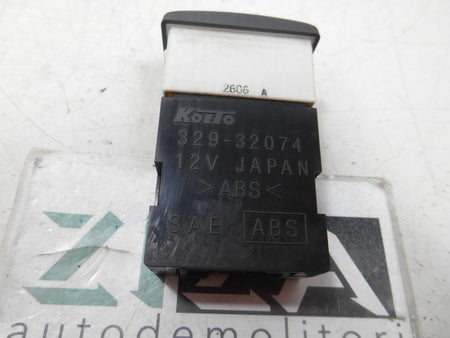 2606 A
KoiTo
329-32074
12V JAPAN
>ABS<
SAE ABS
autodemolitori